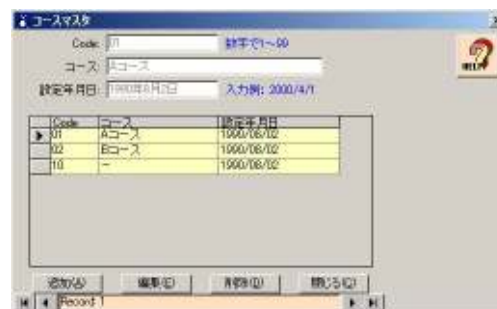 コースマスタ
Code: 01 数字で1～99
コース: Aコース
HELP
設定年月日: 1990年8月2日 入力例: 2000/4/1
Code コース 設定年月日
01 Aコース 1990/08/02
02 Bコース 1990/08/02
10 － 1990/08/02
追加(A) 編集(E) 削除(D) 閉じる(C)
Record 1